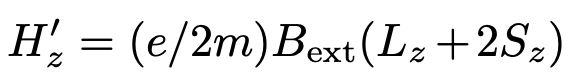 H′_z = (e/2m)B_ext(L_z + 2S_z)